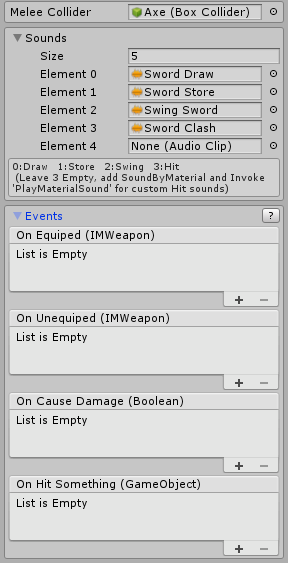 Melee Collider Axe (Box Collider)
Sounds
Size 5
Element 0 Sword Draw
Element 1 Sword Store
Element 2 Swing Sword
Element 3 Sword Clash
Element 4 None (Audio Clip)
0:Draw 1:Store 2:Swing 3:Hit
(Leave 3 Empty, add SoundByMaterial and Invoke
'PlayMaterialSound' for custom Hit sounds)
Events ?
On Equiped (IMWeapon)
List is Empty
+ −
On Unequiped (IMWeapon)
List is Empty
+ −
On Cause Damage (Boolean)
List is Empty
+ −
On Hit Something (GameObject)
List is Empty
+ −